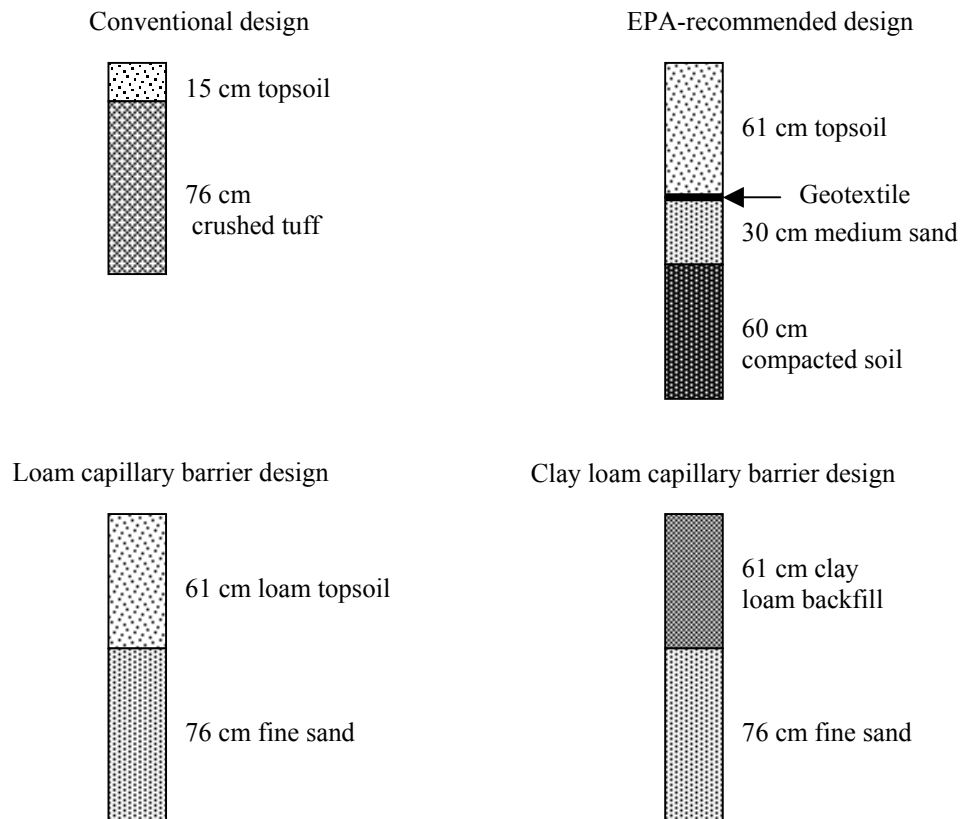 Conventional design
15 cm topsoil
76 cm
crushed tuff
EPA-recommended design
61 cm topsoil
Geotextile
30 cm medium sand
60 cm
compacted soil
Loam capillary barrier design
61 cm loam topsoil
76 cm fine sand
Clay loam capillary barrier design
61 cm clay
loam backfill
76 cm fine sand